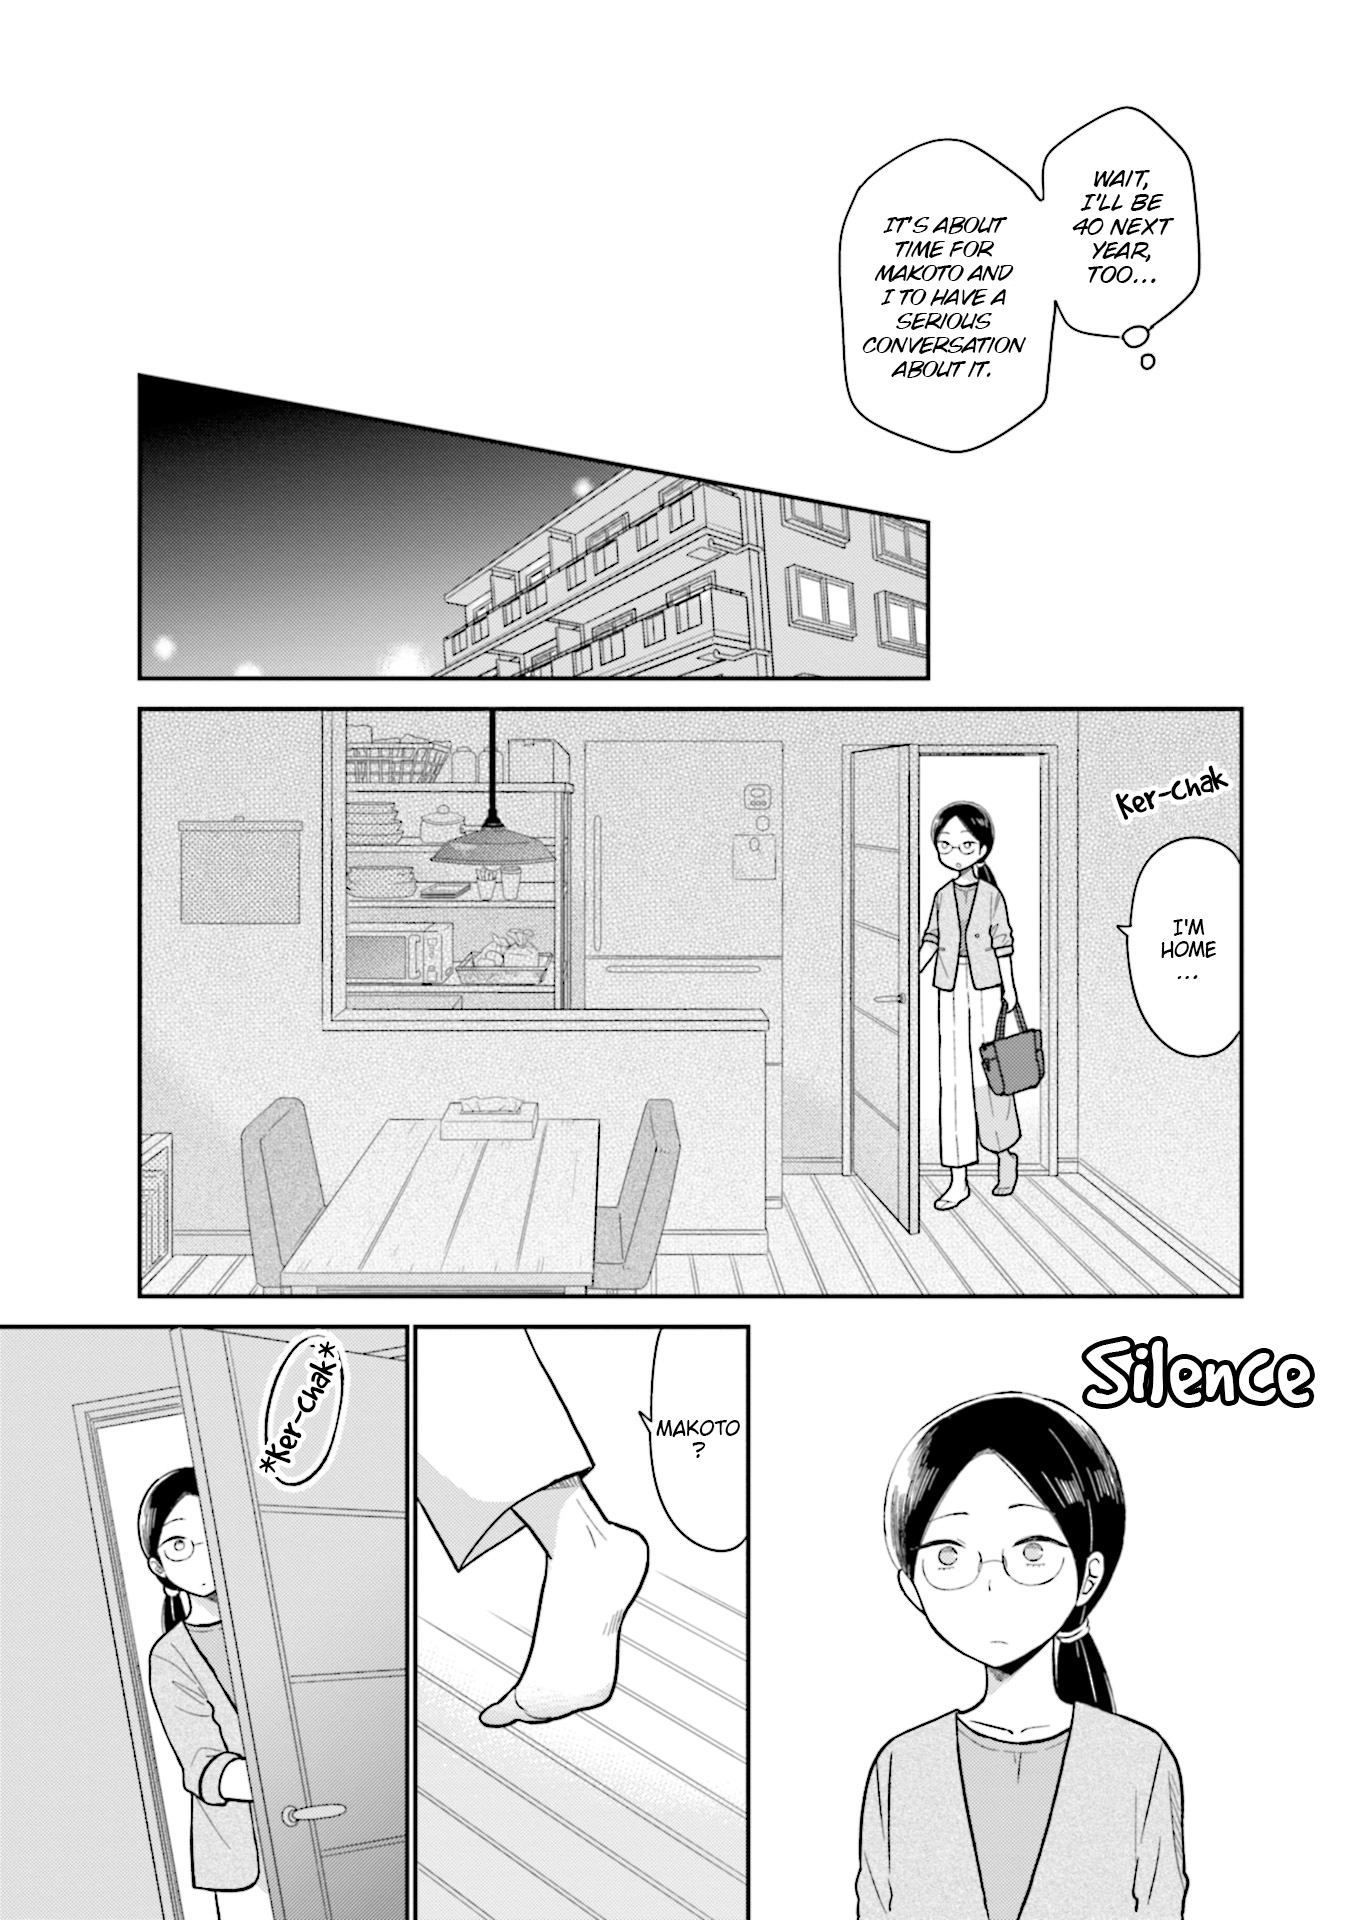 WAIT,
I'LL BE
40 NEXT
YEAR,
TOO...
IT'S ABOUT
TIME FOR
MAKOTO AND
I TO HAVE A
SERIOUS
CONVERSATION
ABOUT IT.
Ker-Chak
I'M
HOME
...
Silence
MAKOTO
?
*Ker-Chak*